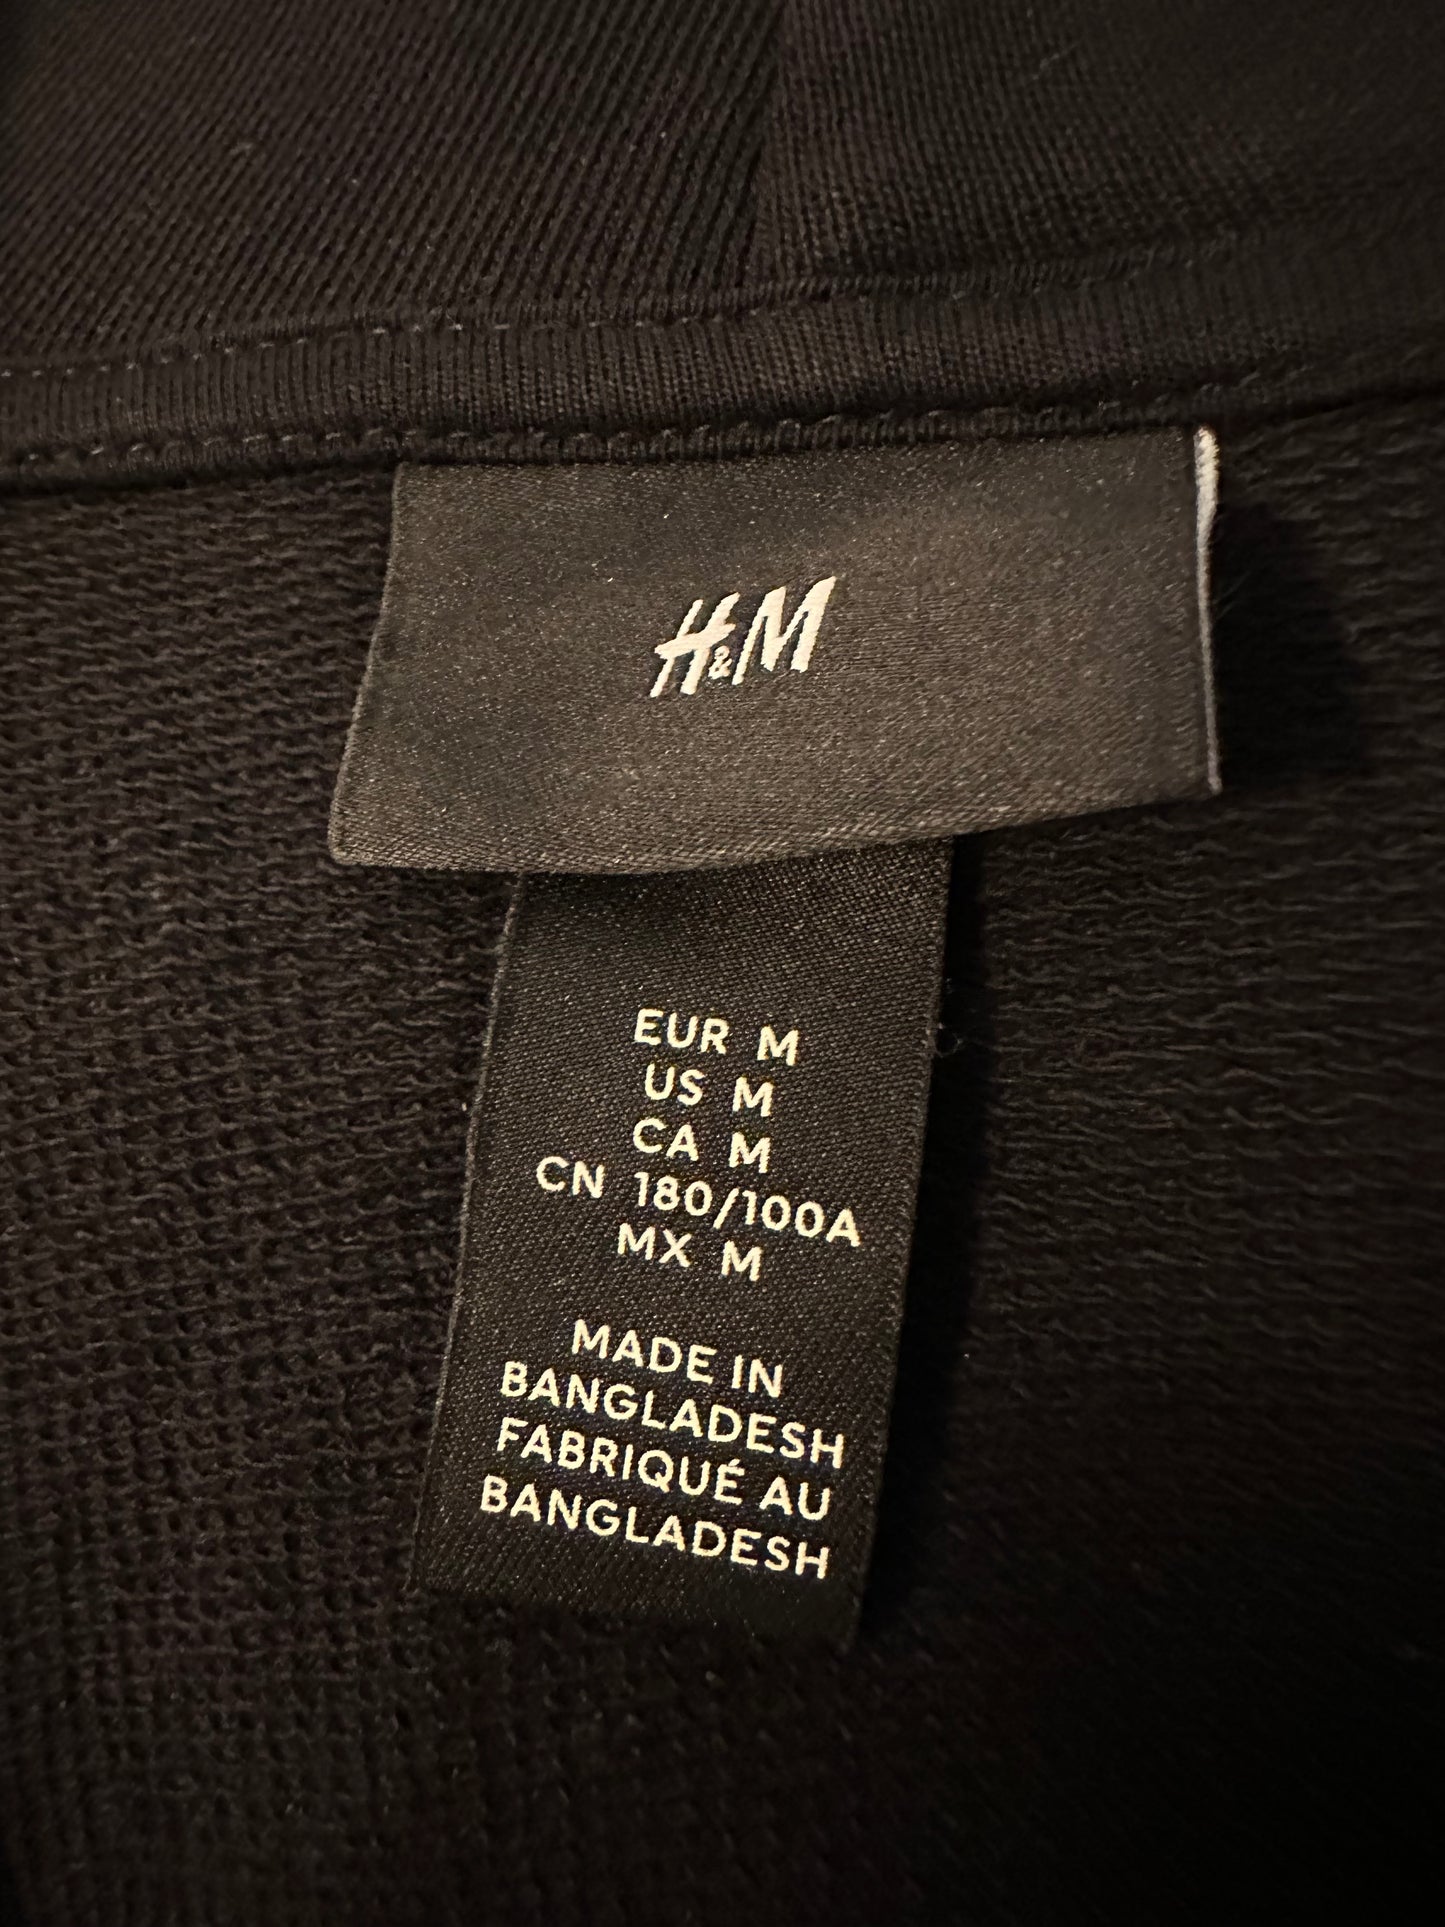 H&M
EUR M
US M
CA M
CN 180/100A
MX M
MADE IN
BANGLADESH
FABRIQUÉ AU
BANGLADESH